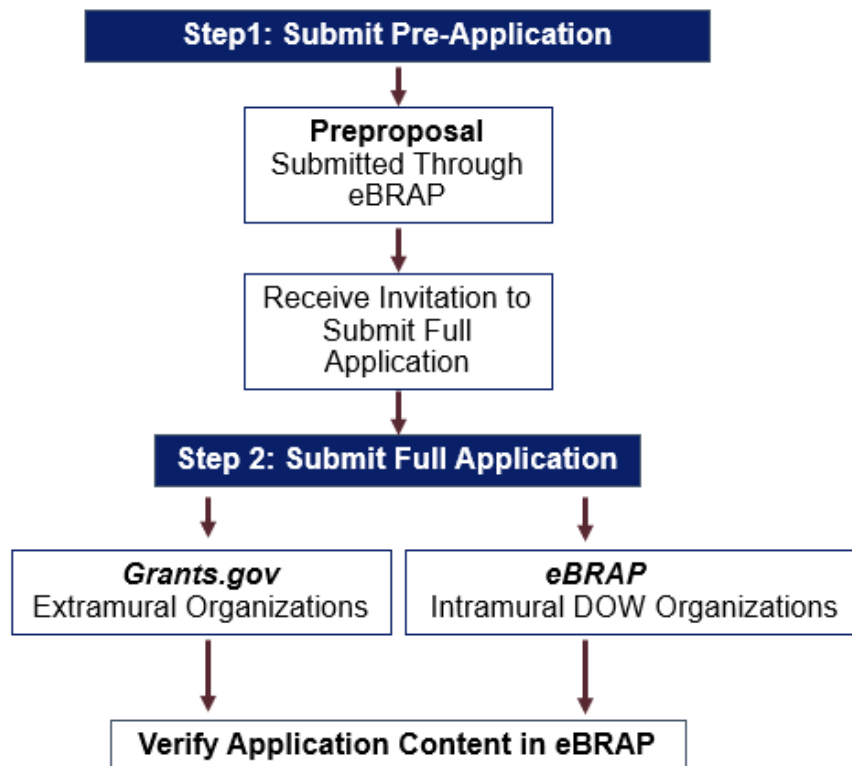 Step1: Submit Pre-Application
Preproposal
Submitted Through
eBRAP
Receive Invitation to
Submit Full
Application
Step 2: Submit Full Application
Grants.gov
Extramural Organizations
eBRAP
Intramural DOW Organizations
Verify Application Content in eBRAP